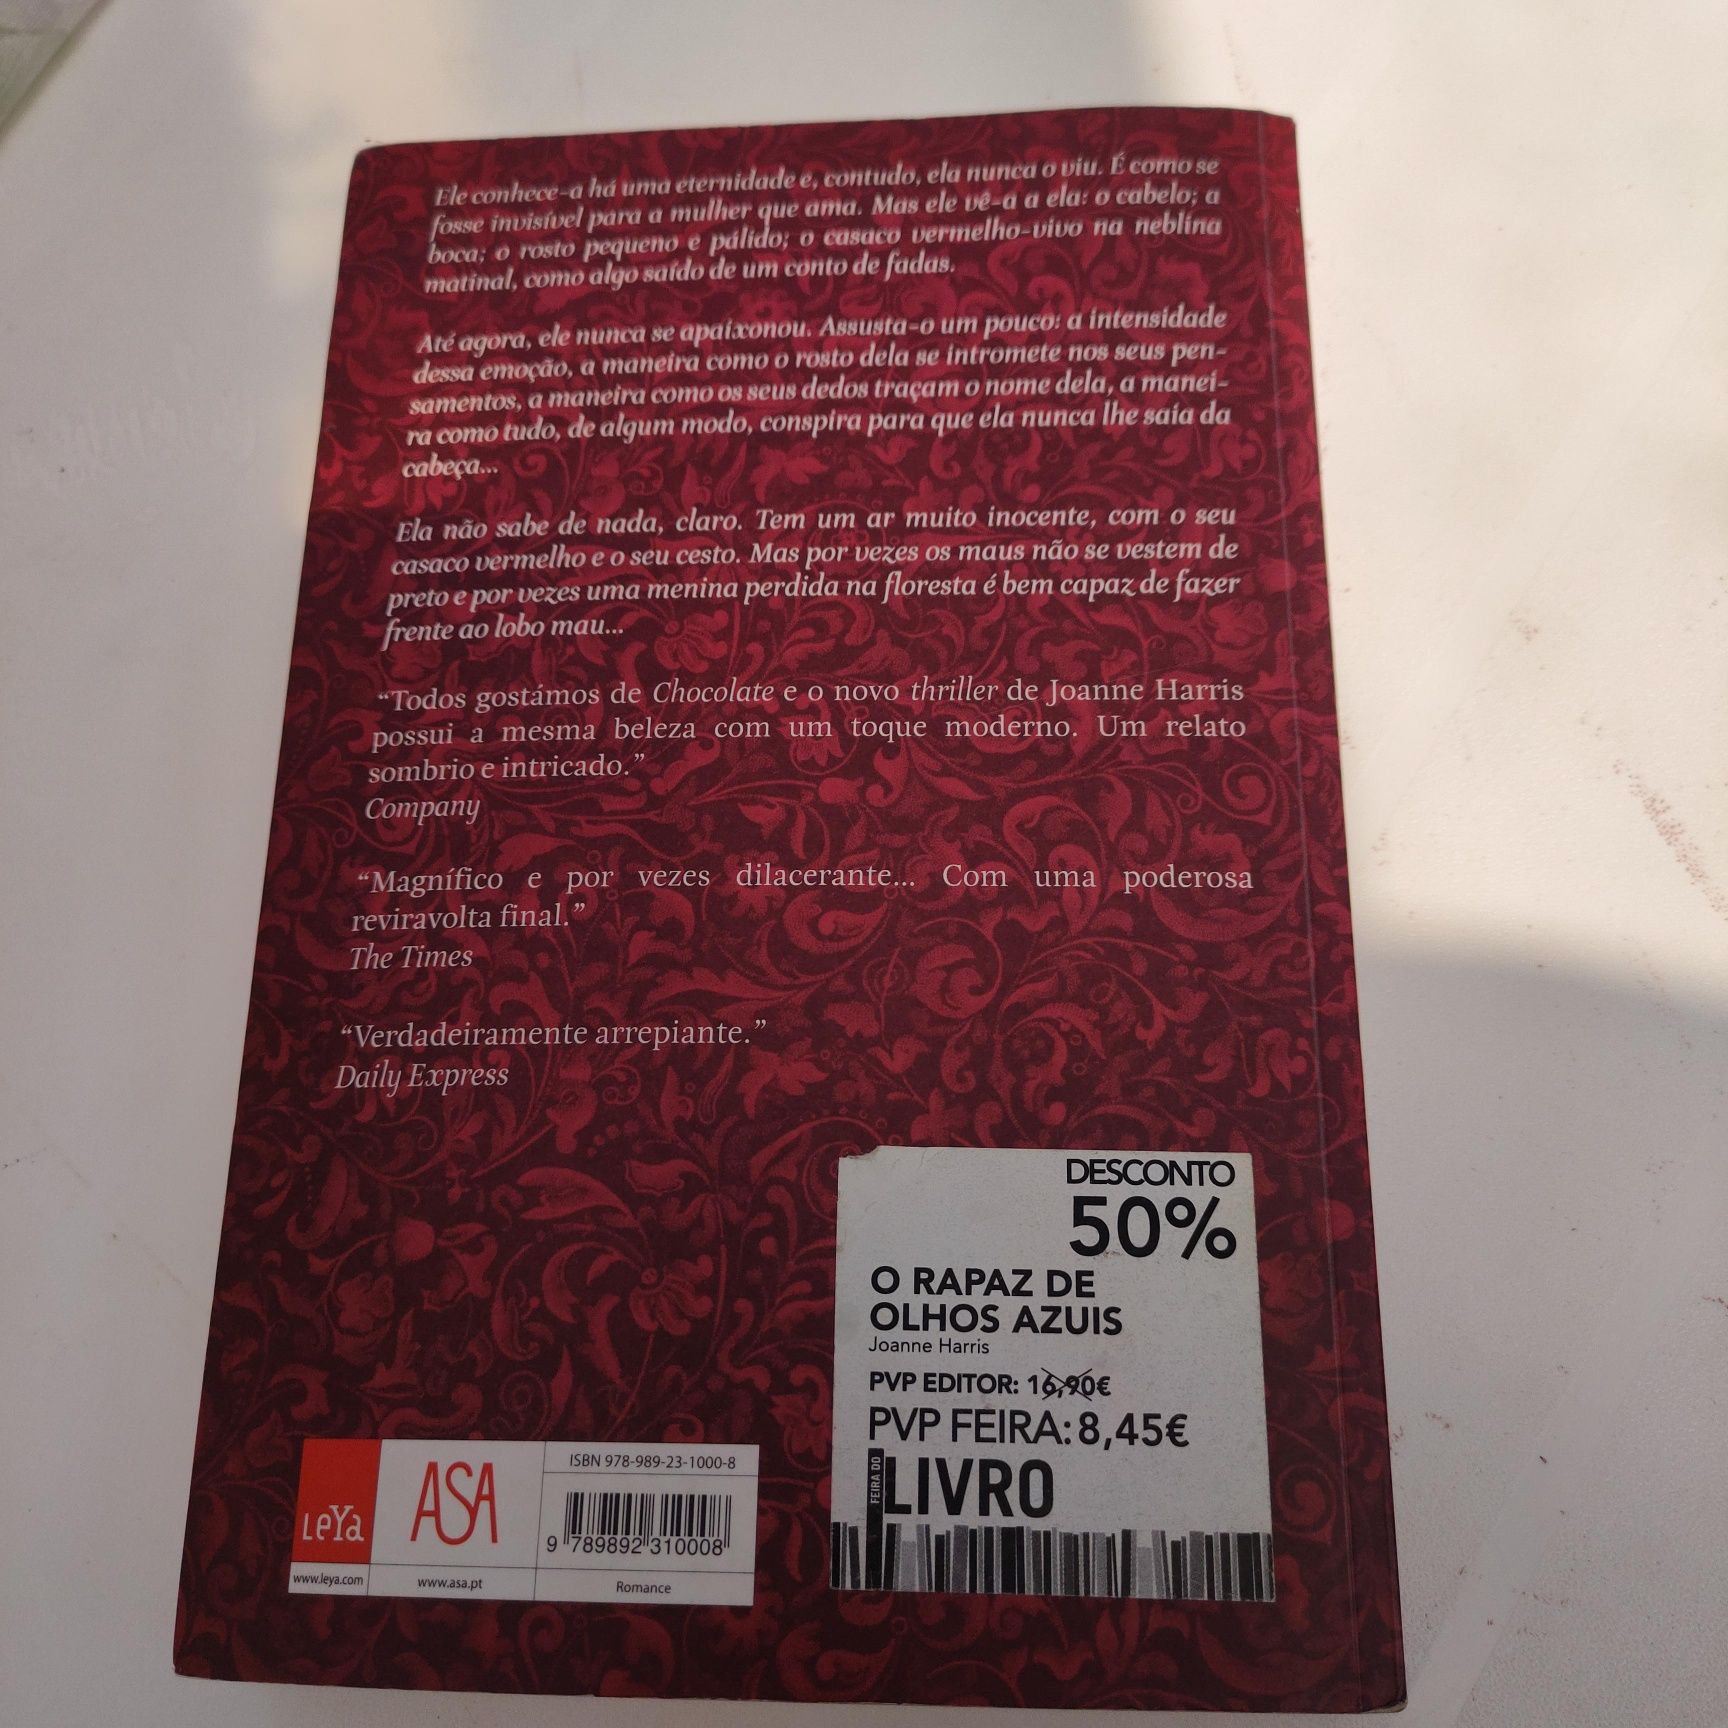 Ele conhece-a há uma eternidade e, contudo, ela nunca o viu. É como se
fosse invisível para a mulher que ama. Mas ele vê-a a ela: o cabelo; a
boca; o rosto pequeno e pálido; o casaco vermelho-vivo na neblina
matinal, como algo saído de um conto de fadas.
Até agora, ele nunca se apaixonou. Assusta-o um pouco: a intensidade
dessa emoção, a maneira como o rosto dela se intromete nos seus pen-
samentos, a maneira como os seus dedos traçam o nome dela, a manei-
ra como tudo, de algum modo, conspira para que ela nunca lhe saia da
cabeça...
Ela não sabe de nada, claro. Tem um ar muito inocente, com o seu
casaco vermelho e o seu cesto. Mas por vezes os maus não se vestem de
preto e por vezes uma menina perdida na floresta é bem capaz de fazer
frente ao lobo mau...
“Todos gostámos de Chocolate e o novo thriller de Joanne Harris
possui a mesma beleza com um toque moderno. Um relato
sombrio e intricado.”
Company
“Magnífico e por vezes dilacerante... Com uma poderosa
reviravolta final.”
The Times
“Verdadeiramente arrepiante.”
Daily Express
DESCONTO
50%
O RAPAZ DE
OLHOS AZUIS
Joanne Harris
PVP EDITOR: 16,90€
PVP FEIRA: 8,45€
FEIRA DO
LIVRO
LeYa
www.leya.com
ASA
www.asa.pt
ISBN 978-989-23-1000-8
9 789892 310008
Romance